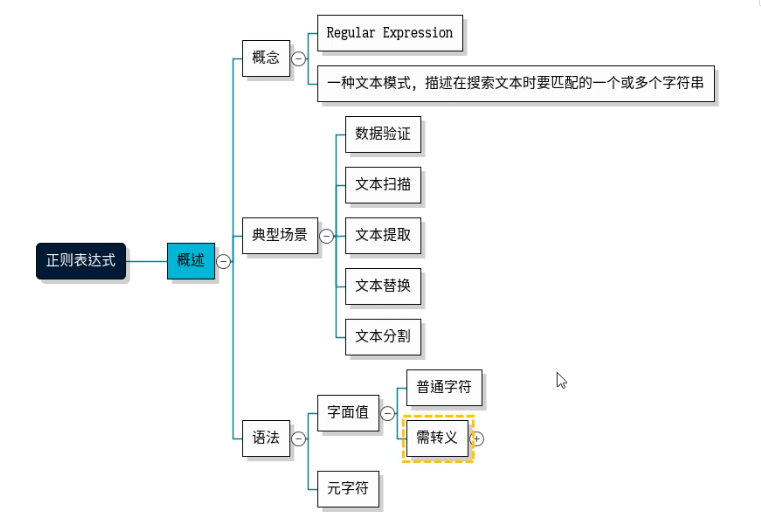 正则表达式
概述
概念
Regular Expression
一种文本模式，描述在搜索文本时要匹配的一个或多个字符串
典型场景
数据验证
文本扫描
文本提取
文本替换
文本分割
语法
字面值
普通字符
需转义
元字符